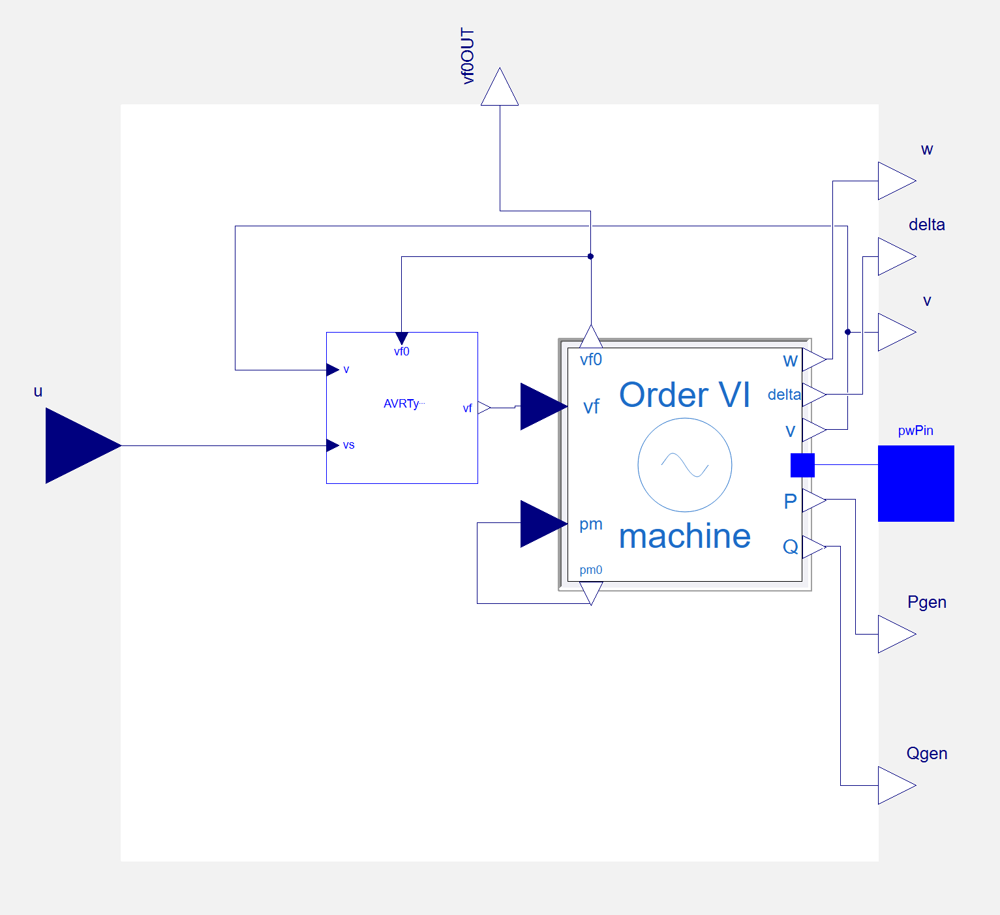 vf0OUT
w
delta
v
u
vf0
v
AVRTy...
vf
vs
vf0
vf
Order VI
machine
pm
pm0
w
delta
v
P
Q
pwPin
Pgen
Qgen